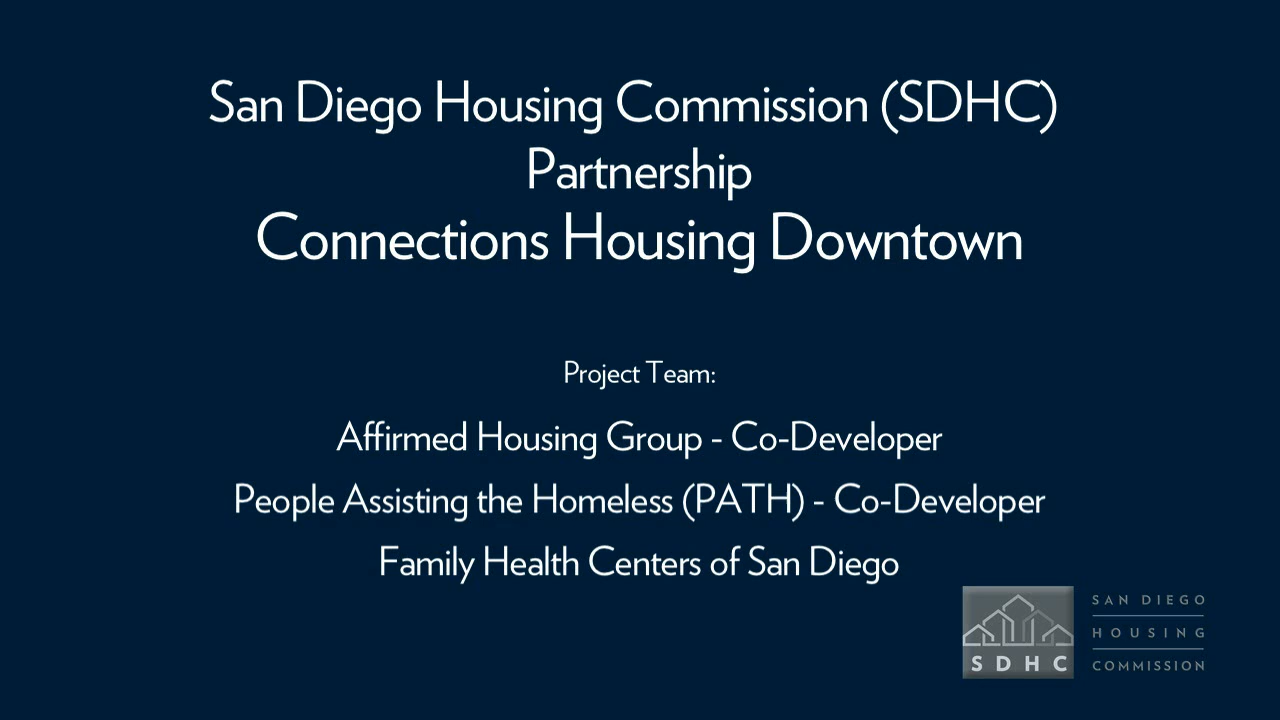 San Diego Housing Commission (SDHC)
Partnership
Connections Housing Downtown
Project Team:
Affirmed Housing Group - Co-Developer
People Assisting the Homeless (PATH) - Co-Developer
Family Health Centers of San Diego
SDHC
SAN DIEGO
HOUSING
COMMISSION